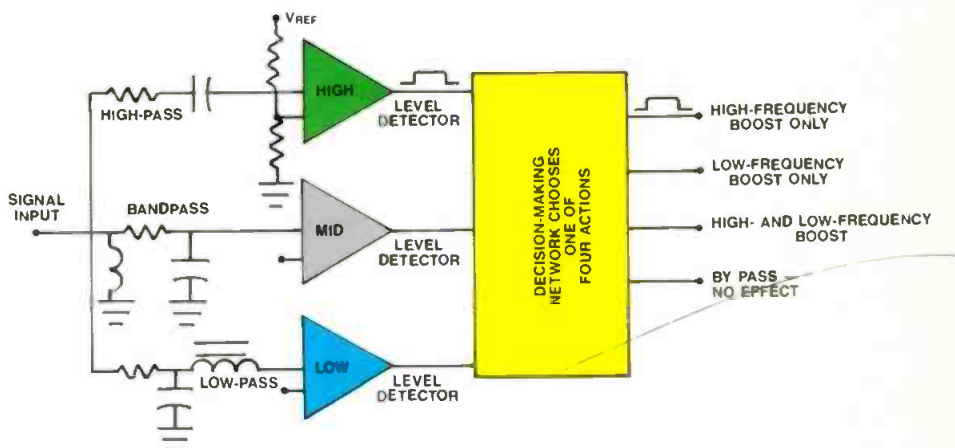 VREF
HIGH
HIGH-PASS
LEVEL
DETECTOR
HIGH-FREQUENCY
BOOST ONLY
LOW-FREQUENCY
BOOST ONLY
SIGNAL
INPUT
BANDPASS
MID
LEVEL
DETECTOR
DECISION-MAKING
NETWORK CHOOSES
ONE OF
FOUR ACTIONS
HIGH- AND LOW-FREQUENCY
BOOST
BY PASS –
NO EFFECT
LOW
LOW-PASS
LEVEL
DETECTOR